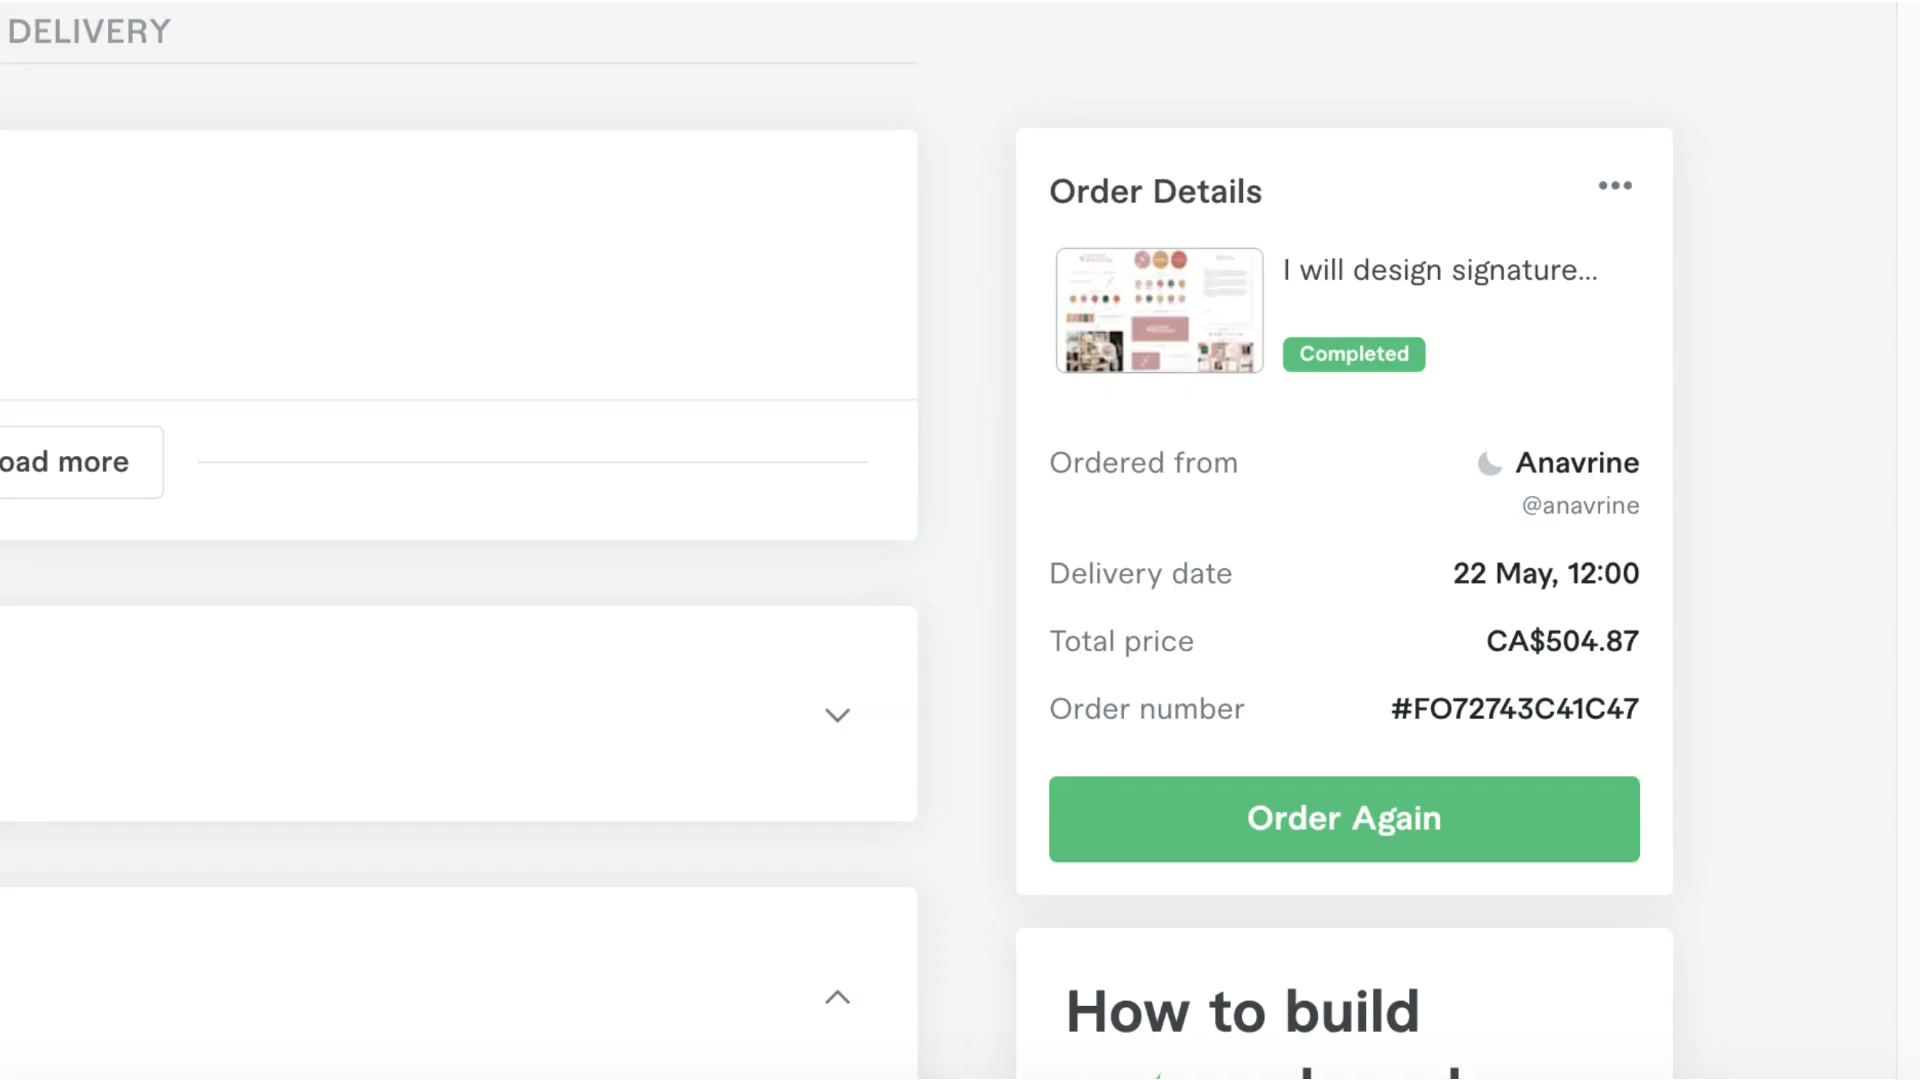 DELIVERY
oad more
Order Details
I will design signature...
Completed
Ordered from
Anavrine
@anavrine
Delivery date
22 May, 12:00
Total price
CA$504.87
Order number
#FO72743C41C47
Order Again
How to build